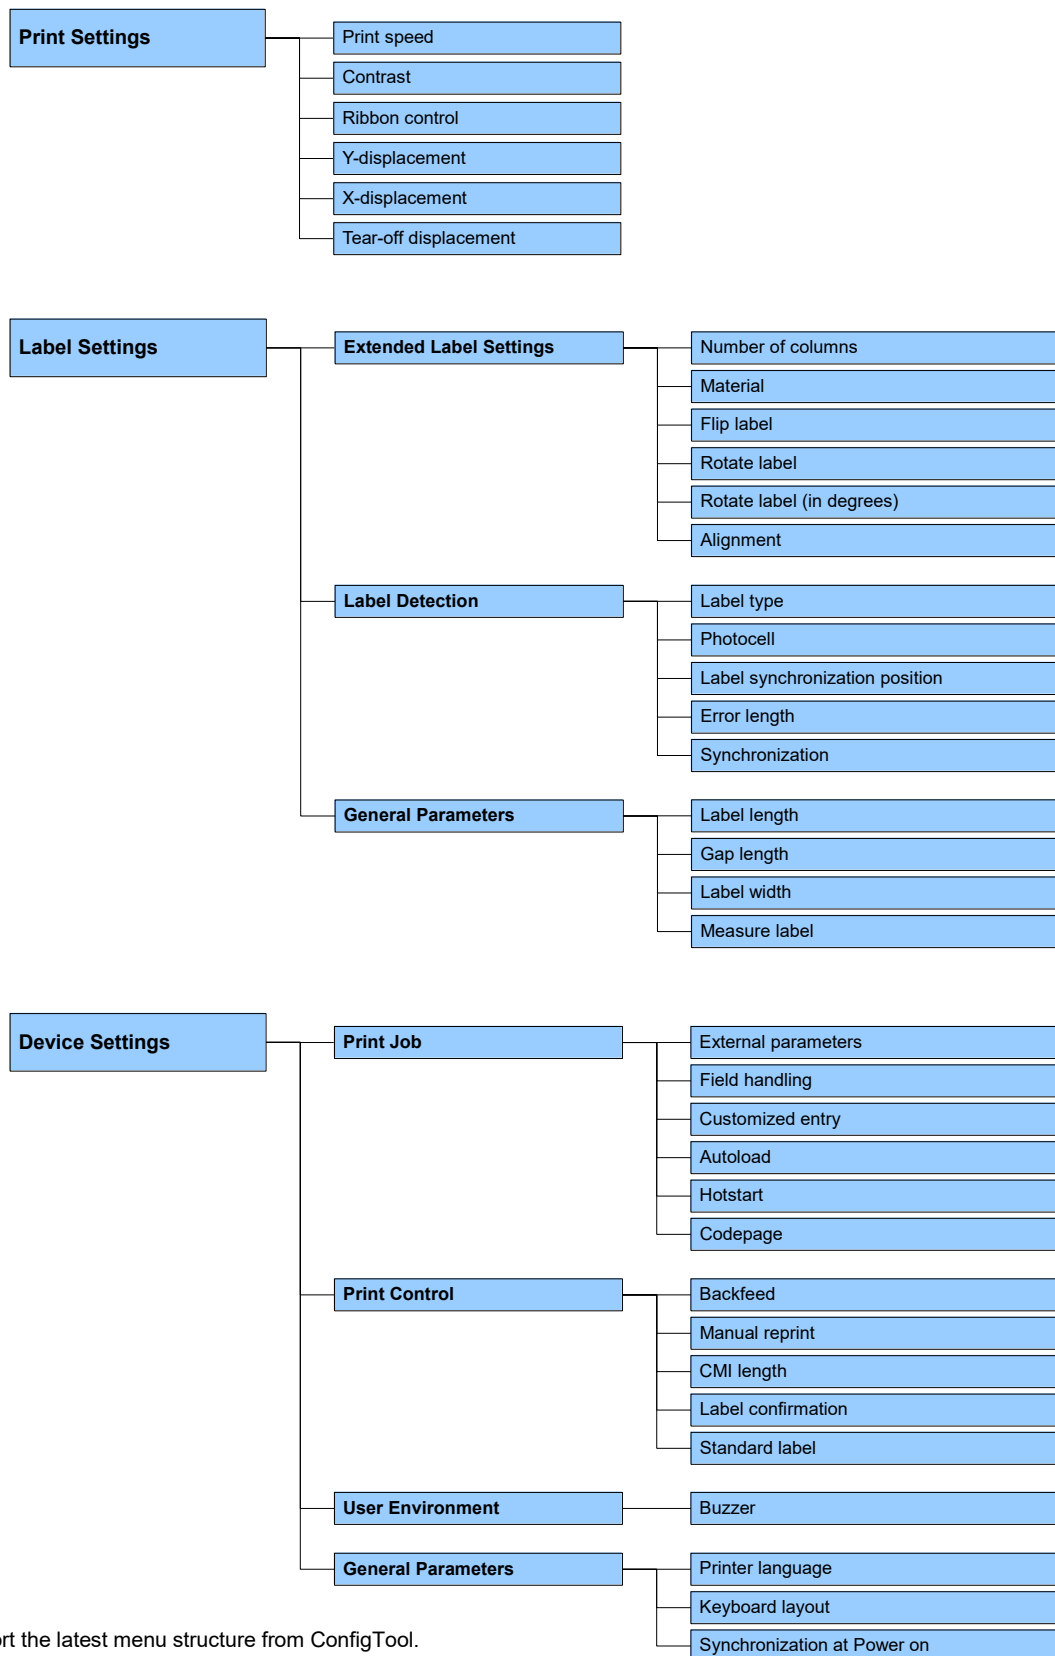 Print Settings
Print speed
Contrast
Ribbon control
Y-displacement
X-displacement
Tear-off displacement
Label Settings
Extended Label Settings
Number of columns
Material
Flip label
Rotate label
Rotate label (in degrees)
Alignment
Label Detection
Label type
Photocell
Label synchronization position
Error length
Synchronization
General Parameters
Label length
Gap length
Label width
Measure label
Device Settings
Print Job
External parameters
Field handling
Customized entry
Autoload
Hotstart
Codepage
Print Control
Backfeed
Manual reprint
CMI length
Label confirmation
Standard label
User Environment
Buzzer
General Parameters
Printer language
Keyboard layout
Synchronization at Power on
the latest menu structure from ConfigTool.